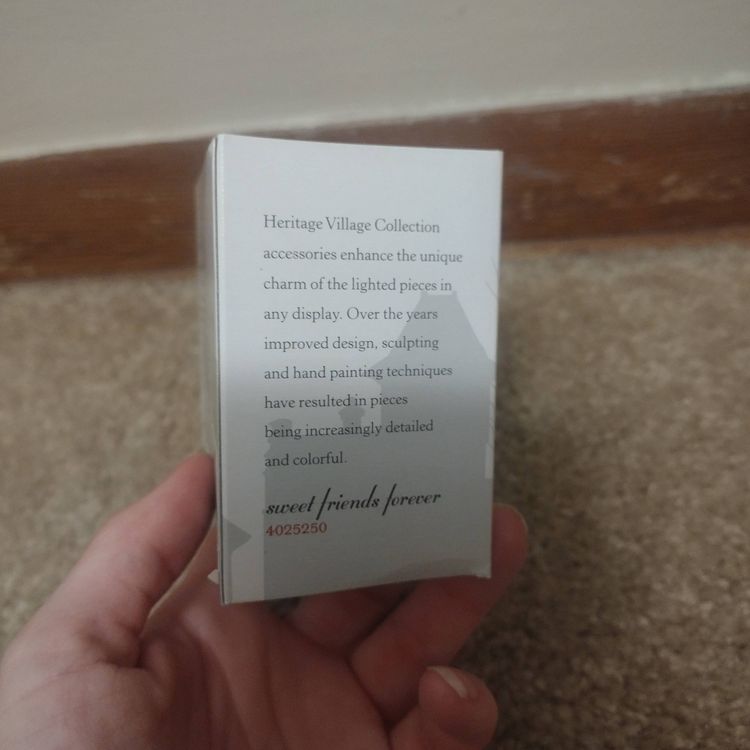 Heritage Village Collection
accessories enhance the unique
charm of the lighted pieces in
any display. Over the years
improved design, sculpting
and hand painting techniques
have resulted in pieces
being increasingly detailed
and colorful.
sweet friends forever
4025250